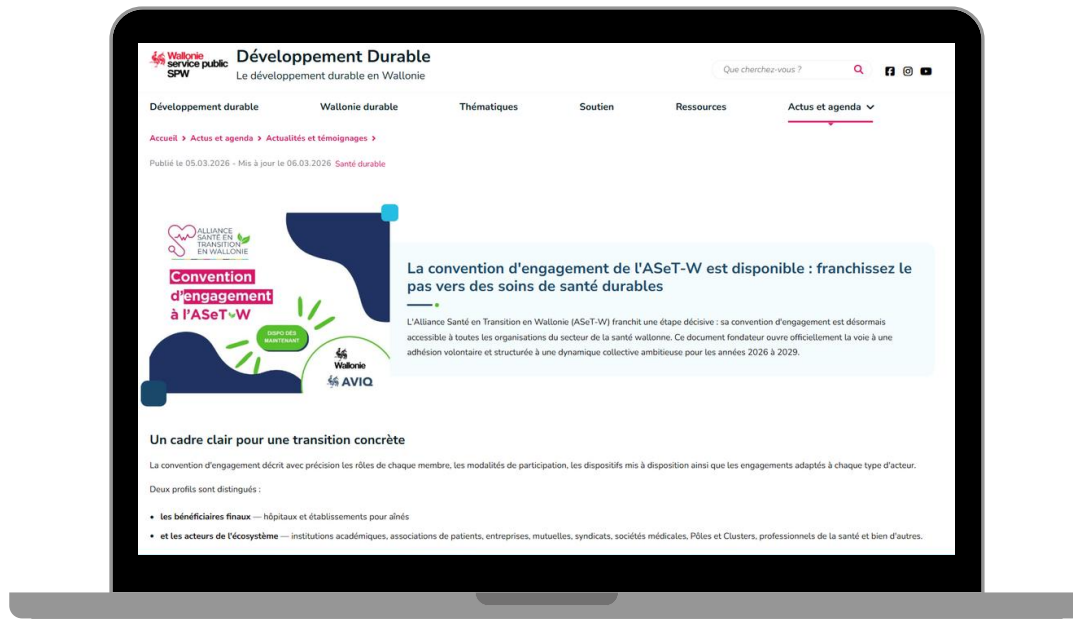 Wallonie
service public
SPW
Développement Durable
Le développement durable en Wallonie
Que cherchez-vous ?
Développement durable
Wallonie durable
Thématiques
Soutien
Ressources
Actus et agenda
Accueil > Actus et agenda > Actualités et témoignages >
Publié le 05.03.2026 - Mis à jour le 06.03.2026 Santé durable
ALLIANCE
SANTÉ EN
TRANSITION
EN WALLONIE
Convention
d'engagement
à l'ASeT-W
DISPO DÈS
MAINTENANT
Wallonie
AVIQ
La convention d'engagement de l'ASeT-W est disponible : franchissez le
pas vers des soins de santé durables
L'Alliance Santé en Transition en Wallonie (ASeT-W) franchit une étape décisive : sa convention d'engagement est désormais
accessible à toutes les organisations du secteur de la santé wallonne. Ce document fondateur ouvre officiellement la voie à une
adhésion volontaire et structurée à une dynamique collective ambitieuse pour les années 2026 à 2029.
Un cadre clair pour une transition concrète
La convention d'engagement décrit avec précision les rôles de chaque membre, les modalités de participation, les dispositifs mis à disposition ainsi que les engagements adaptés à chaque type d'acteur.
Deux profils sont distingués :
• les bénéficiaires finaux — hôpitaux et établissements pour aînés
• et les acteurs de l'écosystème — institutions académiques, associations de patients, entreprises, mutuelles, syndicats, sociétés médicales, Pôles et Clusters, professionnels de la santé et bien d'autres.